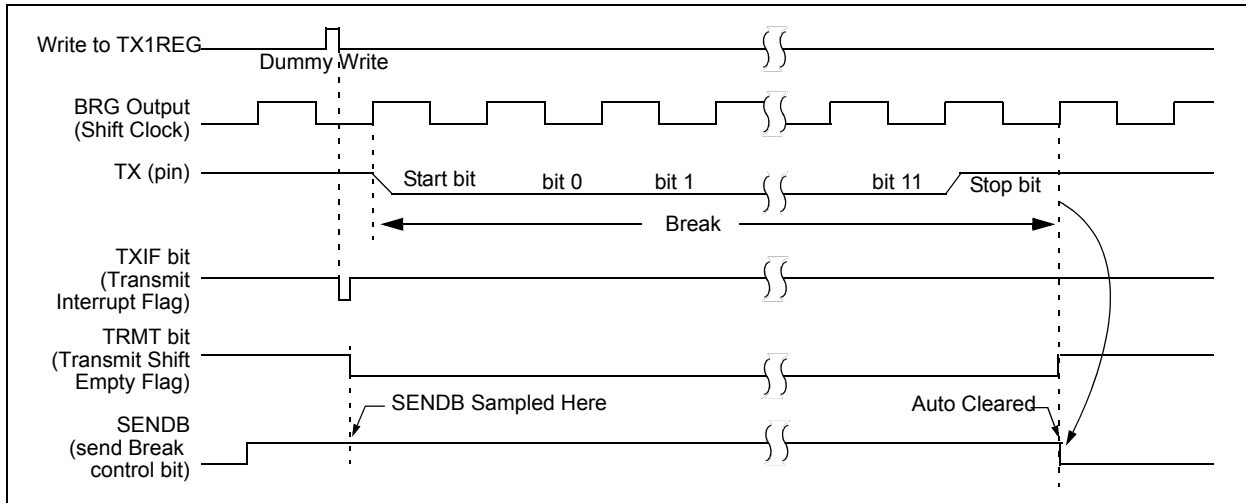 Write to TX1REG
Dummy Write
BRG Output
(Shift Clock)
TX (pin)
Start bit
bit 0
bit 1
bit 11
Stop bit
Break
TXIF bit
(Transmit
Interrupt Flag)
TRMT bit
(Transmit Shift
Empty Flag)
SENDB Sampled Here
Auto Cleared
SENDB
(send Break
control bit)